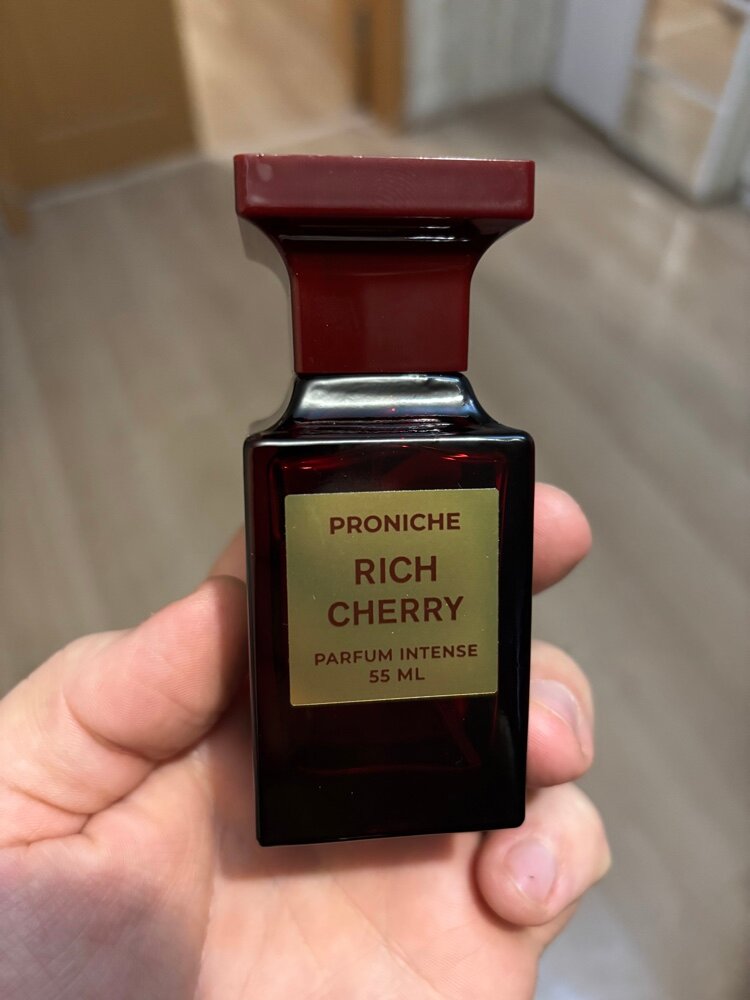 PRONICHE
RICH
CHERRY
PARFUM INTENSE
55 ML